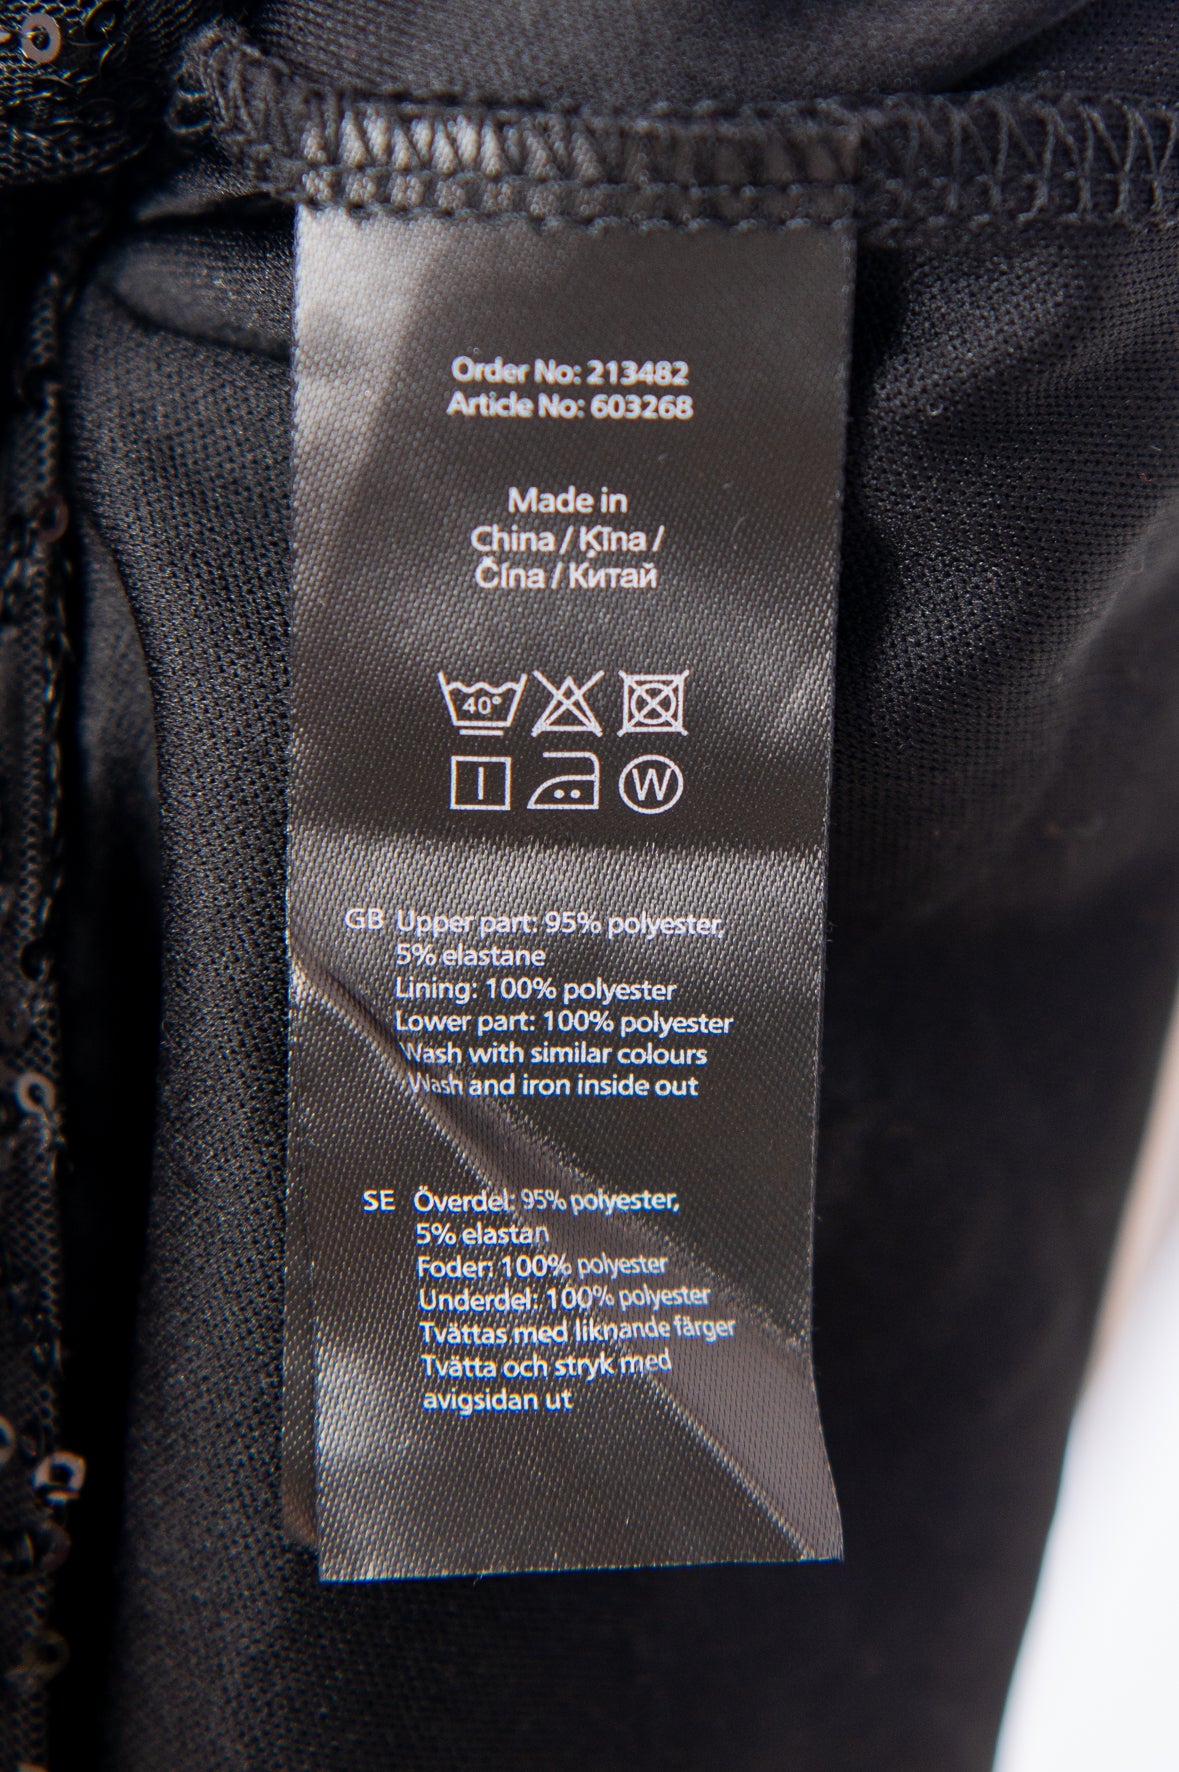 Order No: 213482
Article No: 603268
Made in
China / Ķīna /
Čína / Китай
40°
W
GB Upper part: 95% polyester,
5% elastane
Lining: 100% polyester
Lower part: 100% polyester
Wash with similar colours
Wash and iron inside out
SE Överdel: 95% polyester,
5% elastan
Foder: 100% polyester
Underdel: 100% polyester
Tvättas med liknande färger
Tvätta och stryk med
avigsidan ut